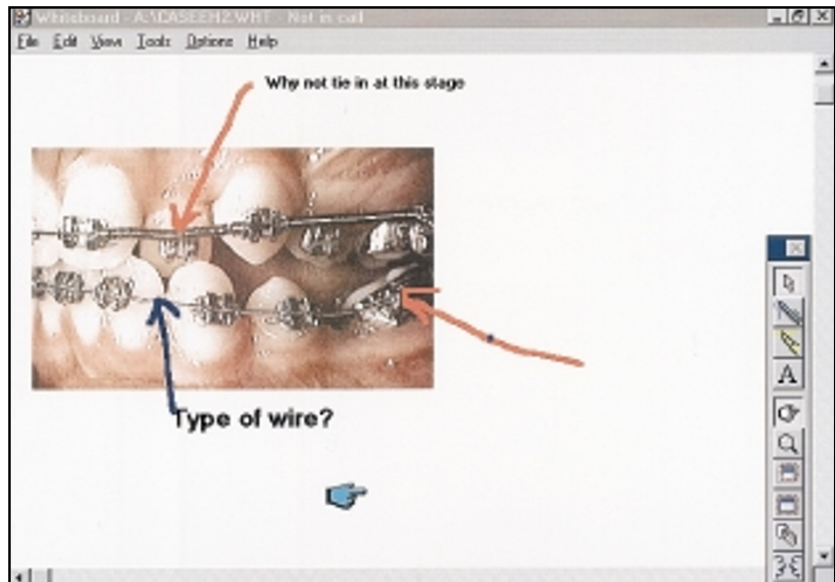 Whiteboard - A:\CASEEH2.WHT - Not in call
File Edit View Tools Options Help
Why not tie in at this stage
Type of wire?
A